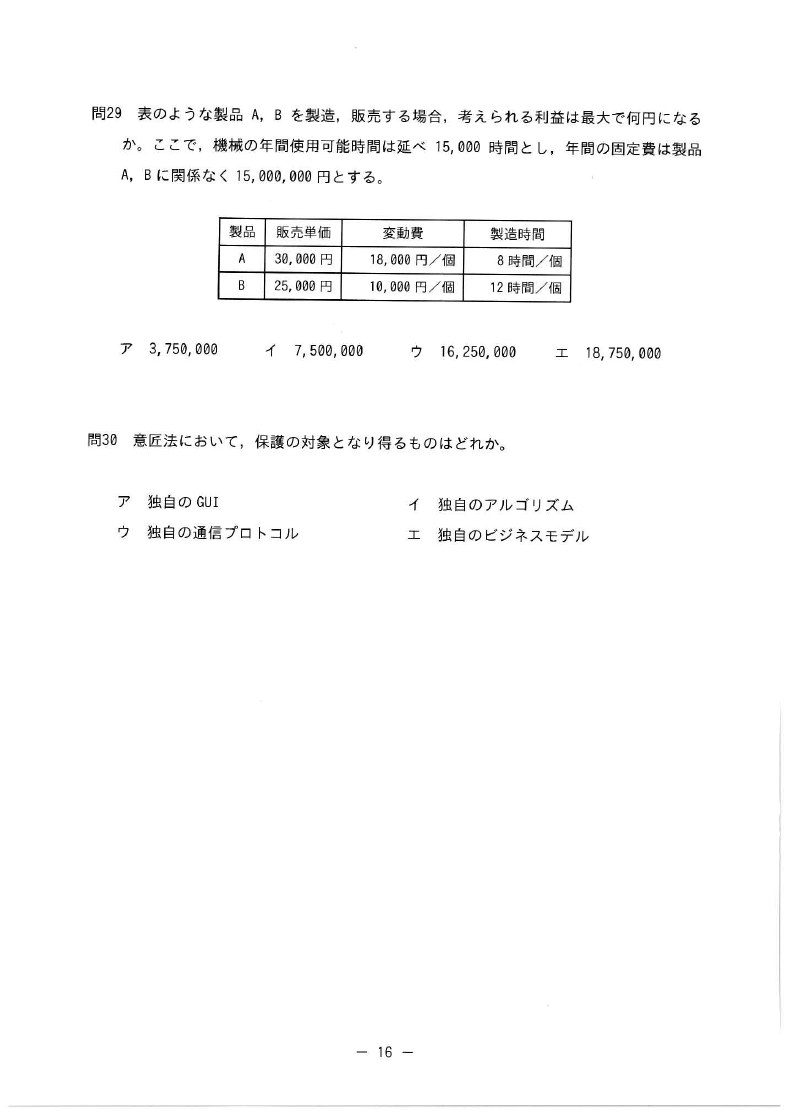 問29 表のような製品 A，B を製造，販売する場合，考えられる利益は最大で何円になる
か。ここで，機械の年間使用可能時間は延べ 15,000 時間とし，年間の固定費は製品
A，B に関係なく 15,000,000 円とする。
製品 販売単価 変動費 製造時間
A 30,000 円 18,000 円／個 8 時間／個
B 25,000 円 10,000 円／個 12 時間／個
ア 3,750,000 イ 7,500,000 ウ 16,250,000 エ 18,750,000
問30 意匠法において，保護の対象となり得るものはどれか。
ア 独自の GUI イ 独自のアルゴリズム
ウ 独自の通信プロトコル エ 独自のビジネスモデル
－ 16 －